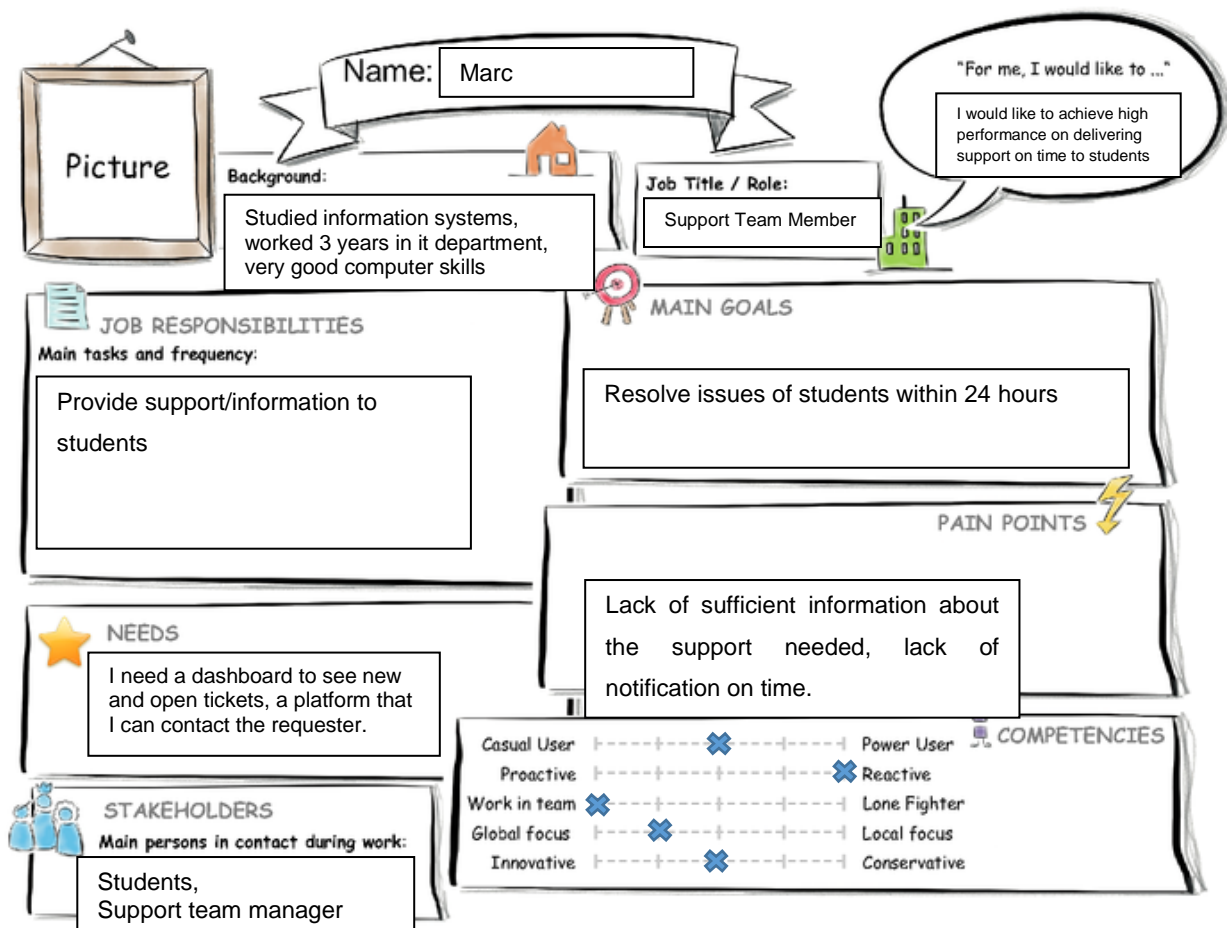 Name: Marc
"For me, I would like to ..."
I would like to achieve high
performance on delivering
support on time to students
Picture
Background:
Studied information systems,
worked 3 years in it department,
very good computer skills
Job Title / Role:
Support Team Member
JOB RESPONSIBILITIES
Main tasks and frequency:
Provide support/information to
students
MAIN GOALS
Resolve issues of students within 24 hours
PAIN POINTS
Lack of sufficient information about
the support needed, lack of
notification on time.
NEEDS
I need a dashboard to see new
and open tickets, a platform that
I can contact the requester.
STAKEHOLDERS
Main persons in contact during work:
Students,
Support team manager
COMPETENCIES
Casual User Power User
Proactive Reactive
Work in team Lone Fighter
Global focus Local focus
Innovative Conservative